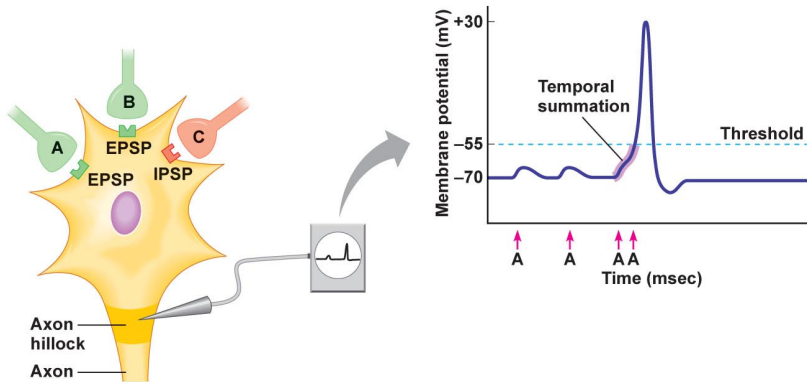 A
B
C
EPSP
EPSP
IPSP
Axon
hillock
Axon
Membrane potential (mV)
+30
–55
–70
Temporal
summation
Threshold
A
A
A A
Time (msec)